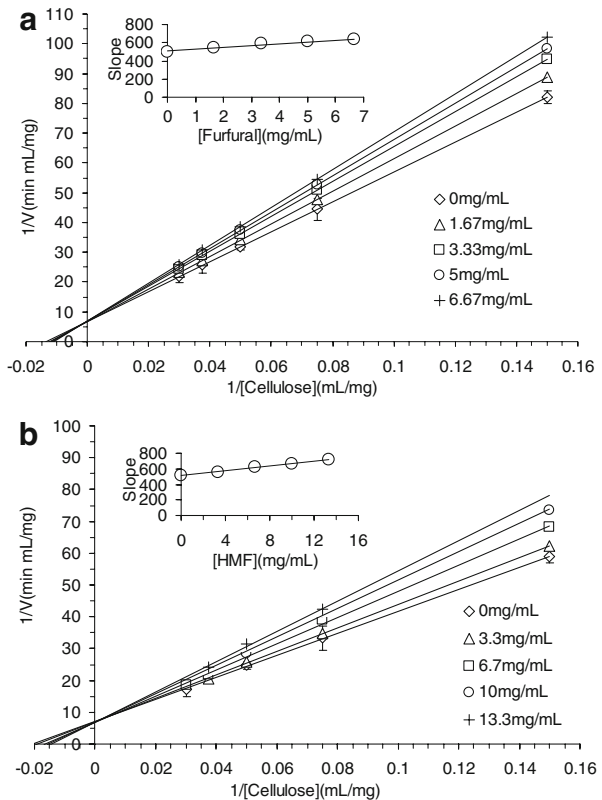 a
800
600
400
200
0
Slope
0 1 2 3 4 5 6 7
[Furfural](mg/mL)
110
100
90
80
70
60
50
40
30
20
10
0
1/V(min mL/mg)
0mg/mL
1.67mg/mL
3.33mg/mL
5mg/mL
6.67mg/mL
-0.02 0 0.02 0.04 0.06 0.08 0.1 0.12 0.14 0.16
1/[Cellulose](mL/mg)
b
800
600
400
200
0
Slope
0 4 8 12 16
[HMF](mg/mL)
100
90
80
70
60
50
40
30
20
10
0
1/V(min mL/mg)
0mg/mL
3.3mg/mL
6.7mg/mL
10mg/mL
13.3mg/mL
-0.02 0 0.02 0.04 0.06 0.08 0.1 0.12 0.14 0.16
1/[Cellulose](mL/mg)